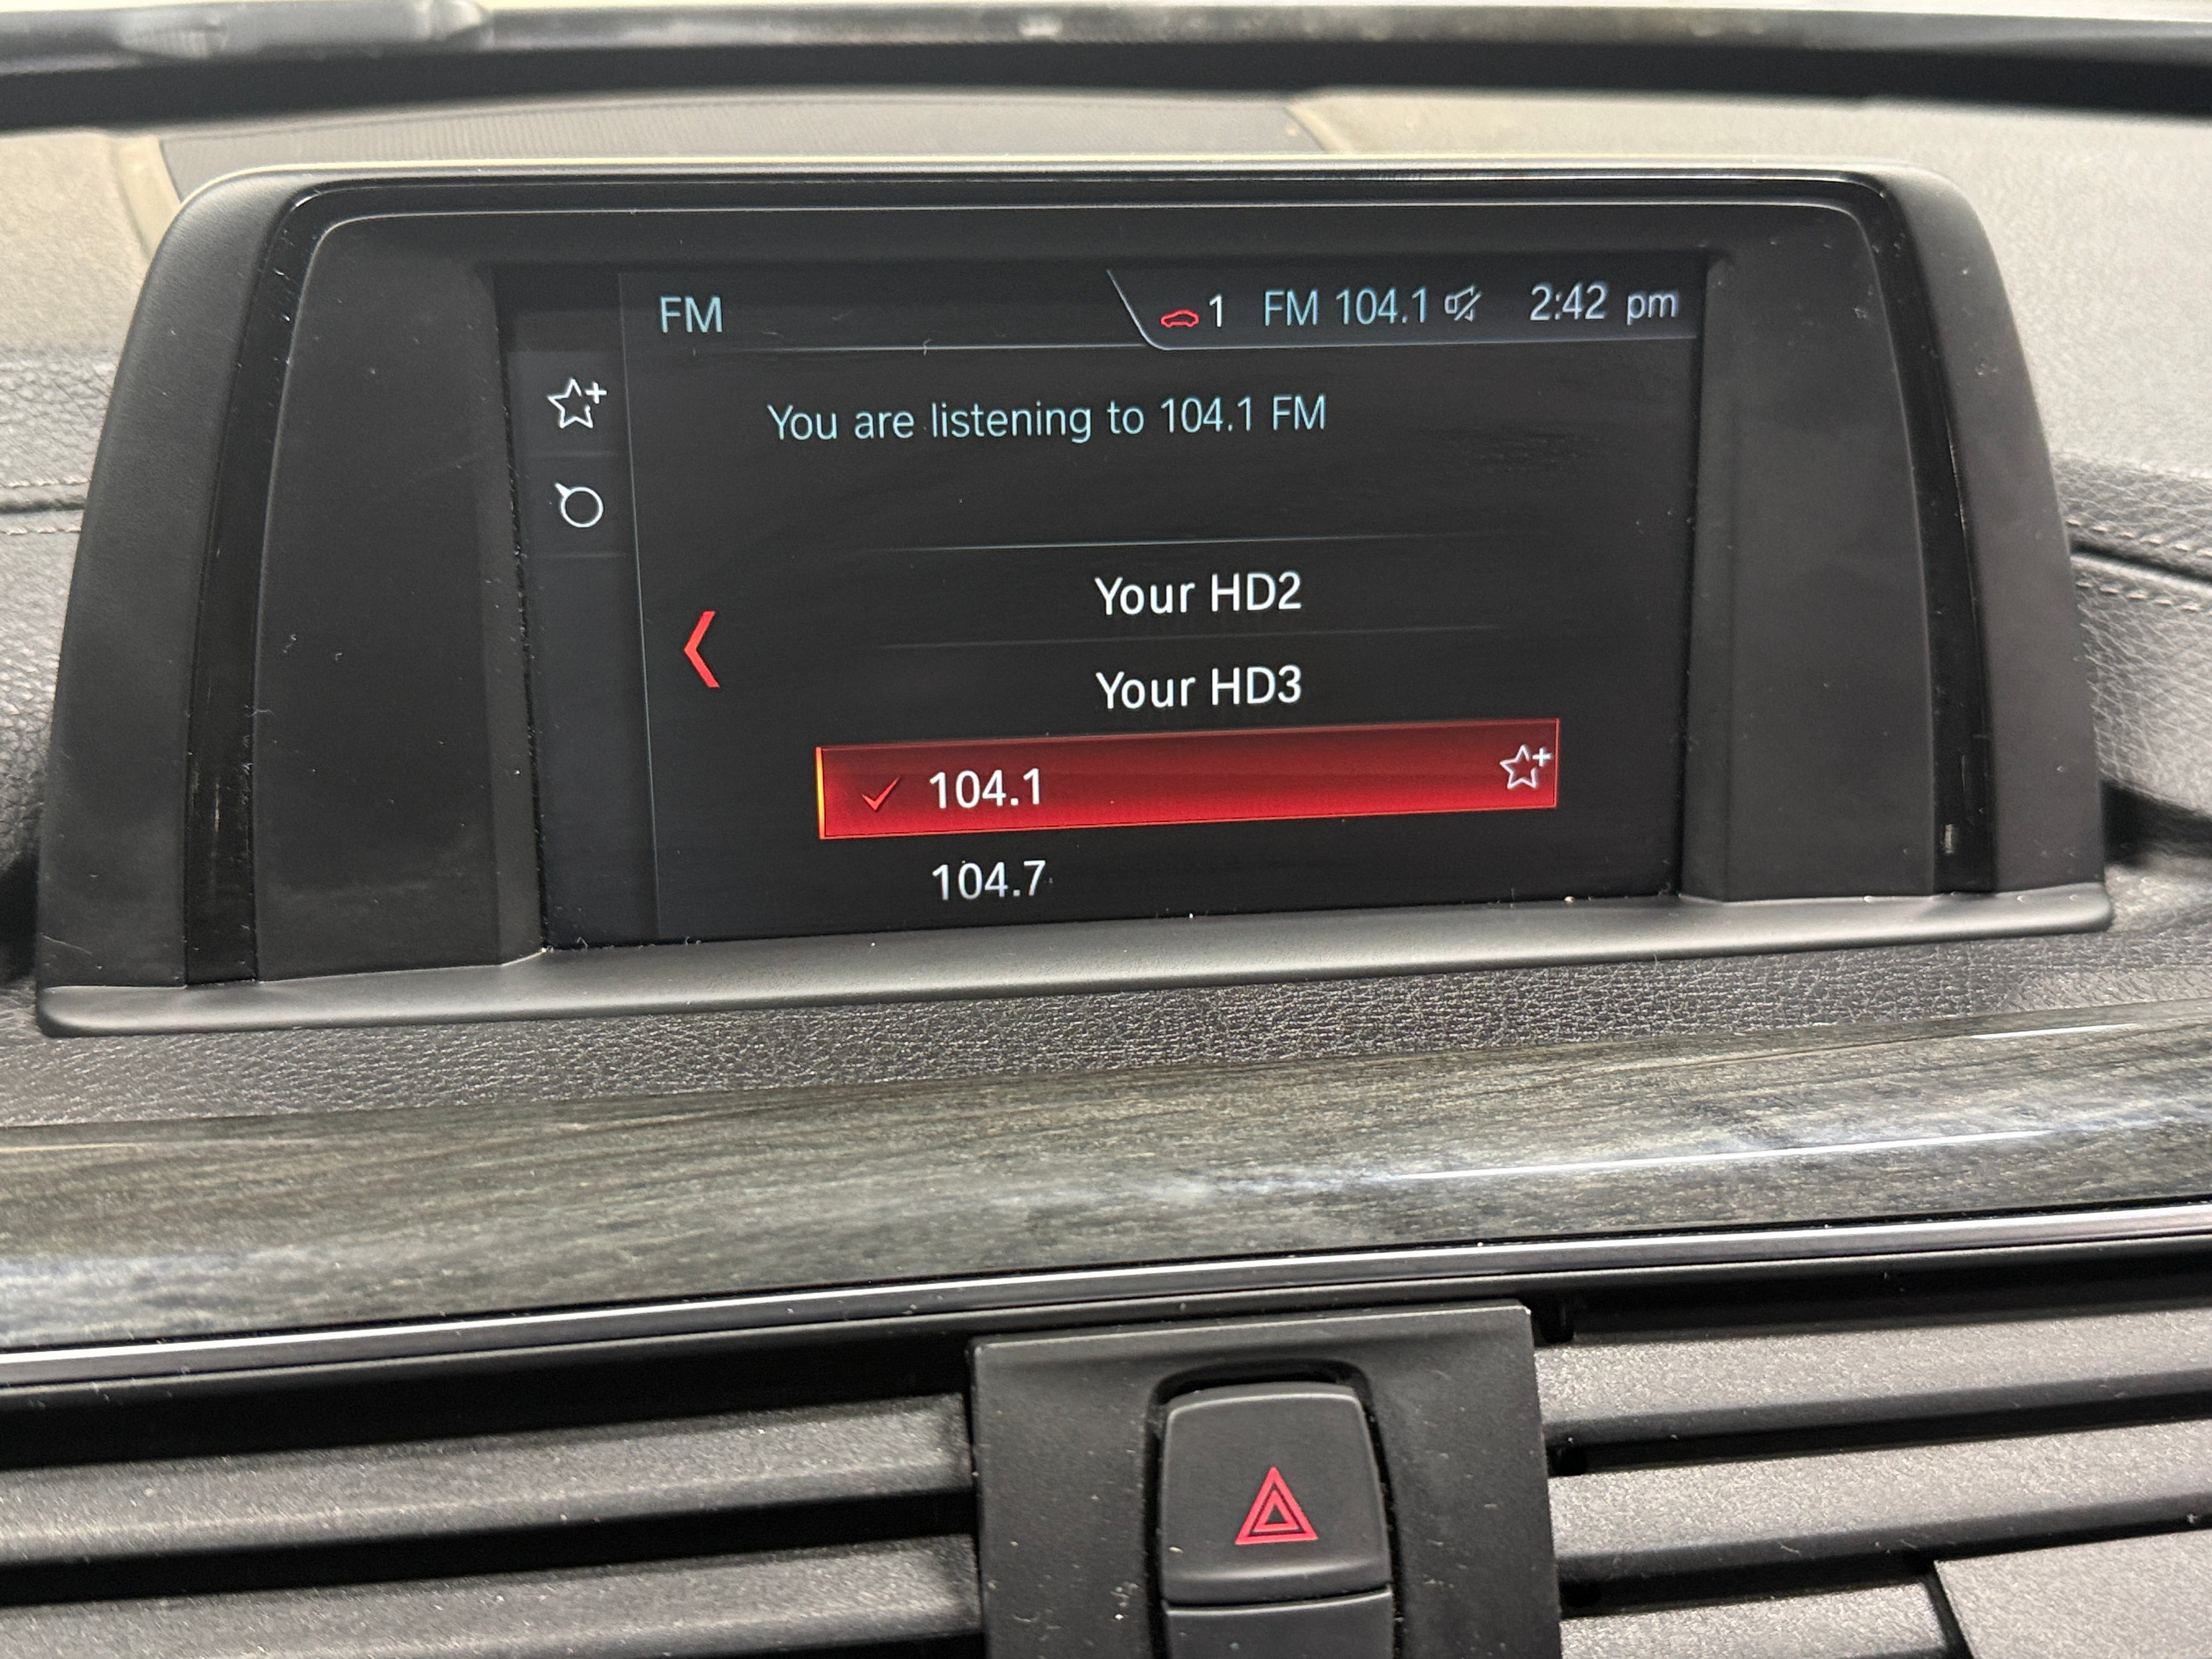 FM
1 FM 104.1 2:42 pm
You are listening to 104.1 FM
Your HD2
Your HD3
104.1
104.7